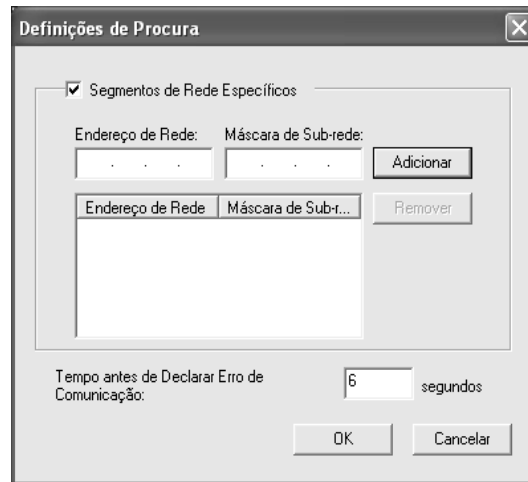 Definições de Procura
Segmentos de Rede Específicos
Endereço de Rede: Máscara de Sub-rede:
. . . . . . Adicionar
Endereço de Rede Máscara de Sub-r... Remover
Tempo antes de Declarar Erro de
Comunicação:
6 segundos
OK Cancelar